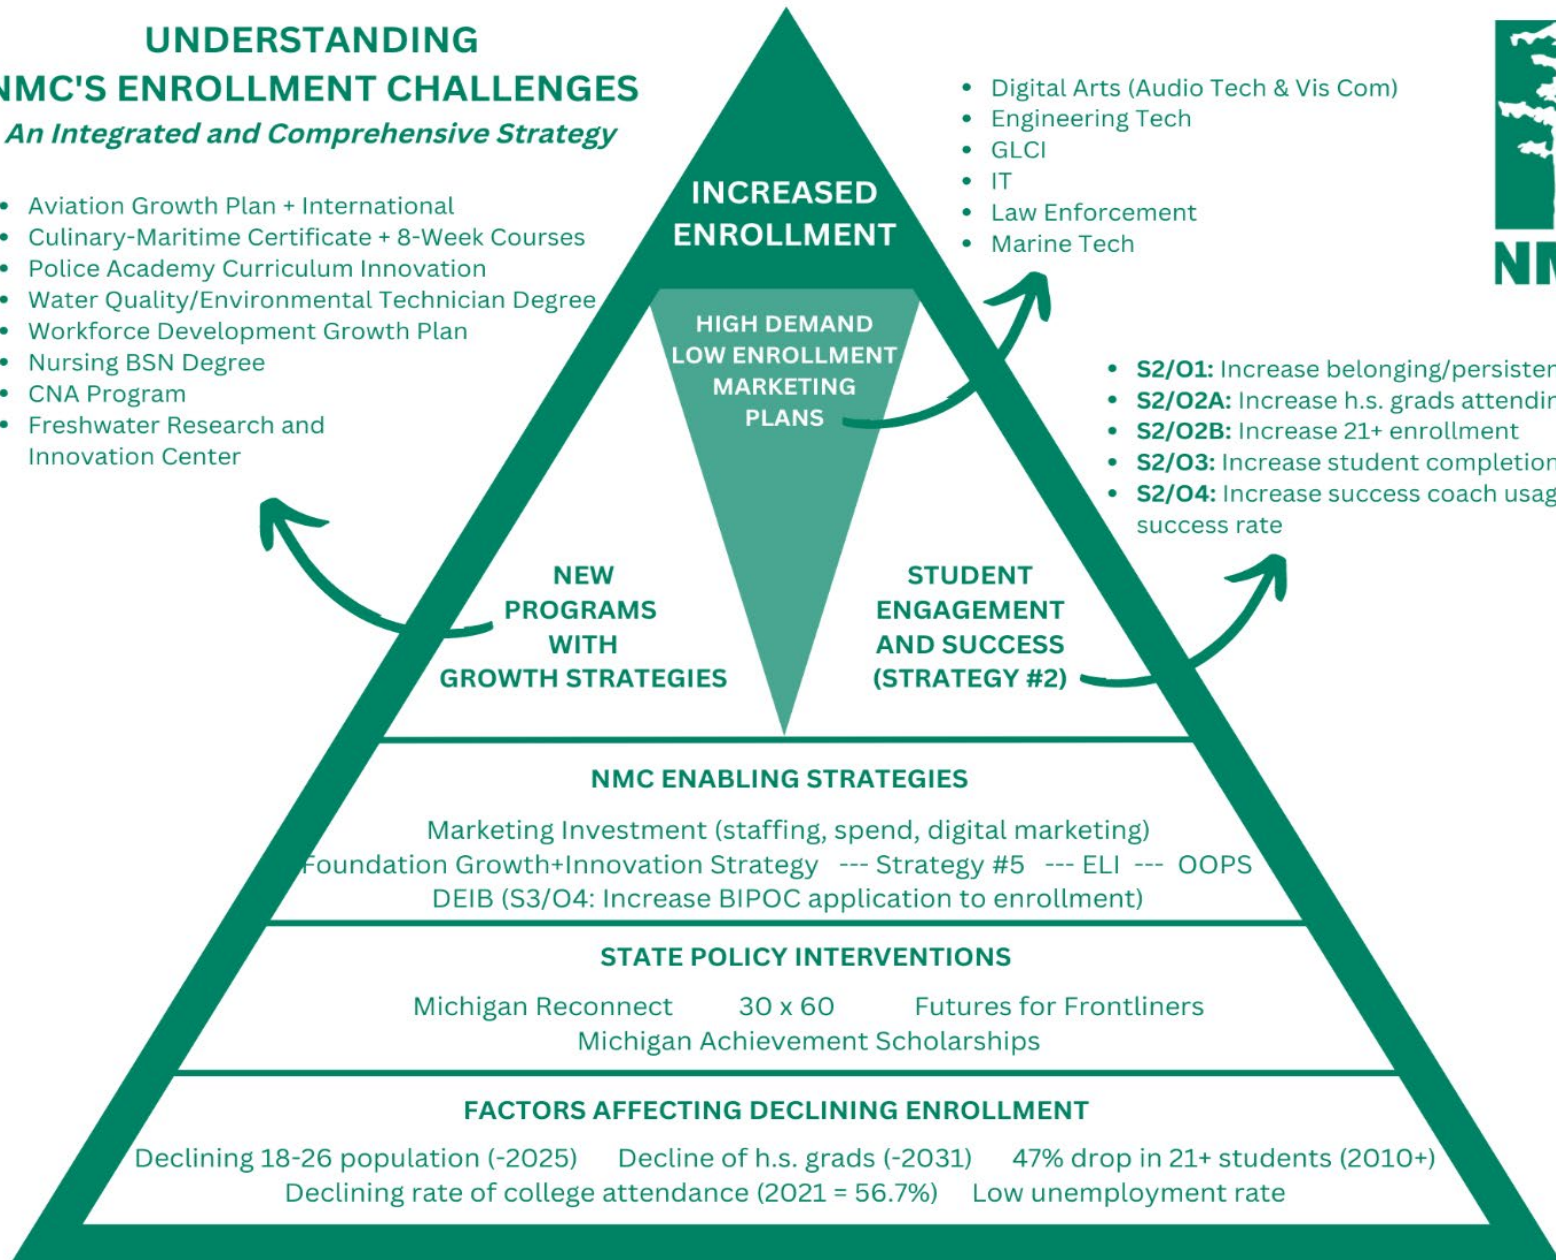 UNDERSTANDING
NMC'S ENROLLMENT CHALLENGES
An Integrated and Comprehensive Strategy
• Aviation Growth Plan + International
• Culinary-Maritime Certificate + 8-Week Courses
• Police Academy Curriculum Innovation
• Water Quality/Environmental Technician Degree
• Workforce Development Growth Plan
• Nursing BSN Degree
• CNA Program
• Freshwater Research and
Innovation Center
INCREASED
ENROLLMENT
• Digital Arts (Audio Tech & Vis Com)
• Engineering Tech
• GLCI
• IT
• Law Enforcement
• Marine Tech
HIGH DEMAND
LOW ENROLLMENT
MARKETING
PLANS
• S2/O1: Increase belonging/
• S2/O2A: Increase h.s. grads
• S2/O2B: Increase 21+ enrollment
• S2/O3: Increase student completion
• S2/O4: Increase success coach
success rate
NEW
PROGRAMS
WITH
GROWTH STRATEGIES
STUDENT
ENGAGEMENT
AND SUCCESS
(STRATEGY #2)
NMC ENABLING STRATEGIES
Marketing Investment (staffing, spend, digital marketing)
Foundation Growth+Innovation Strategy --- Strategy #5 --- ELI --- OOPS
DEIB (S3/O4: Increase BIPOC application to enrollment)
STATE POLICY INTERVENTIONS
Michigan Reconnect 30 x 60 Futures for Frontliners
Michigan Achievement Scholarships
FACTORS AFFECTING DECLINING ENROLLMENT
Declining 18-26 population (-2025) Decline of h.s. grads (-2031) 47% drop in 21+ students (2010+)
Declining rate of college attendance (2021 = 56.7%) Low unemployment rate